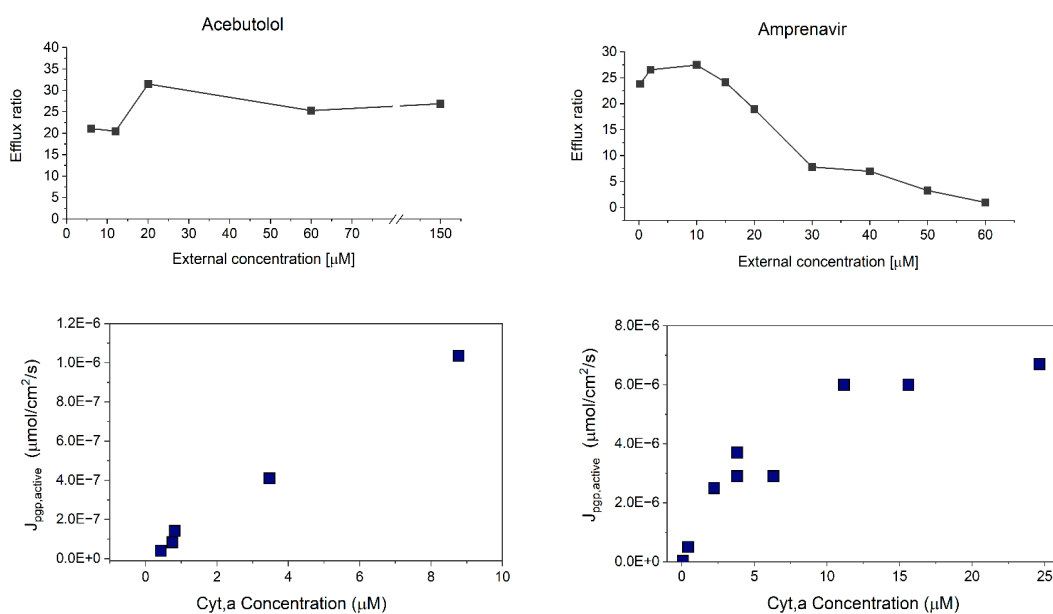 Acebutolol
Efflux ratio
40
35
30
25
20
15
10
5
0
0 10 20 30 40 50 60 70 150
External concentration [μM]
Amprenavir
Efflux ratio
30
25
20
15
10
5
0
0 10 20 30 40 50 60
External concentration [μM]
J pgp,active (μmol/cm²/s)
1.2E−6
1.0E−6
8.0E−7
6.0E−7
4.0E−7
2.0E−7
0.0E+0
0 2 4 6 8 10
Cyt,a Concentration (μM)
J pgp,active (μmol/cm²/s)
8.0E−6
6.0E−6
4.0E−6
2.0E−6
0.0E+0
0 5 10 15 20 25
Cyt,a Concentration (μM)